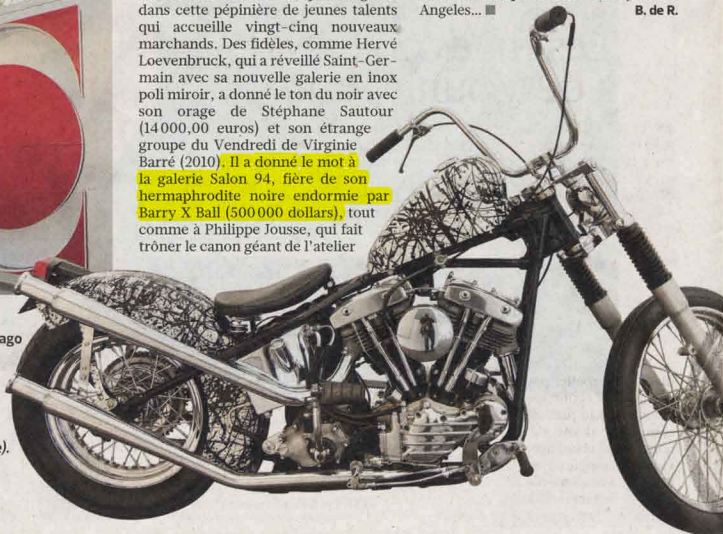 dans cette pépinière de jeunes talents
qui accueille vingt-cinq nouveaux
marchands. Des fidèles, comme Hervé
Loevenbruck, qui a réveillé Saint-Ger-
main avec sa nouvelle galerie en inox
poli miroir, a donné le ton du noir avec
son orage de Stéphane Sautour
(14 000,00 euros) et son étrange
groupe du Vendredi de Virginie
Barré (2010). Il a donné le mot à
la galerie Salon 94, fière de son
hermaphrodite noire endormie par
Barry X Ball (500 000 dollars), tout
comme à Philippe Jousse, qui fait
trôner le canon géant de l'atelier
Angeles... ■
B. de R.
ago
).